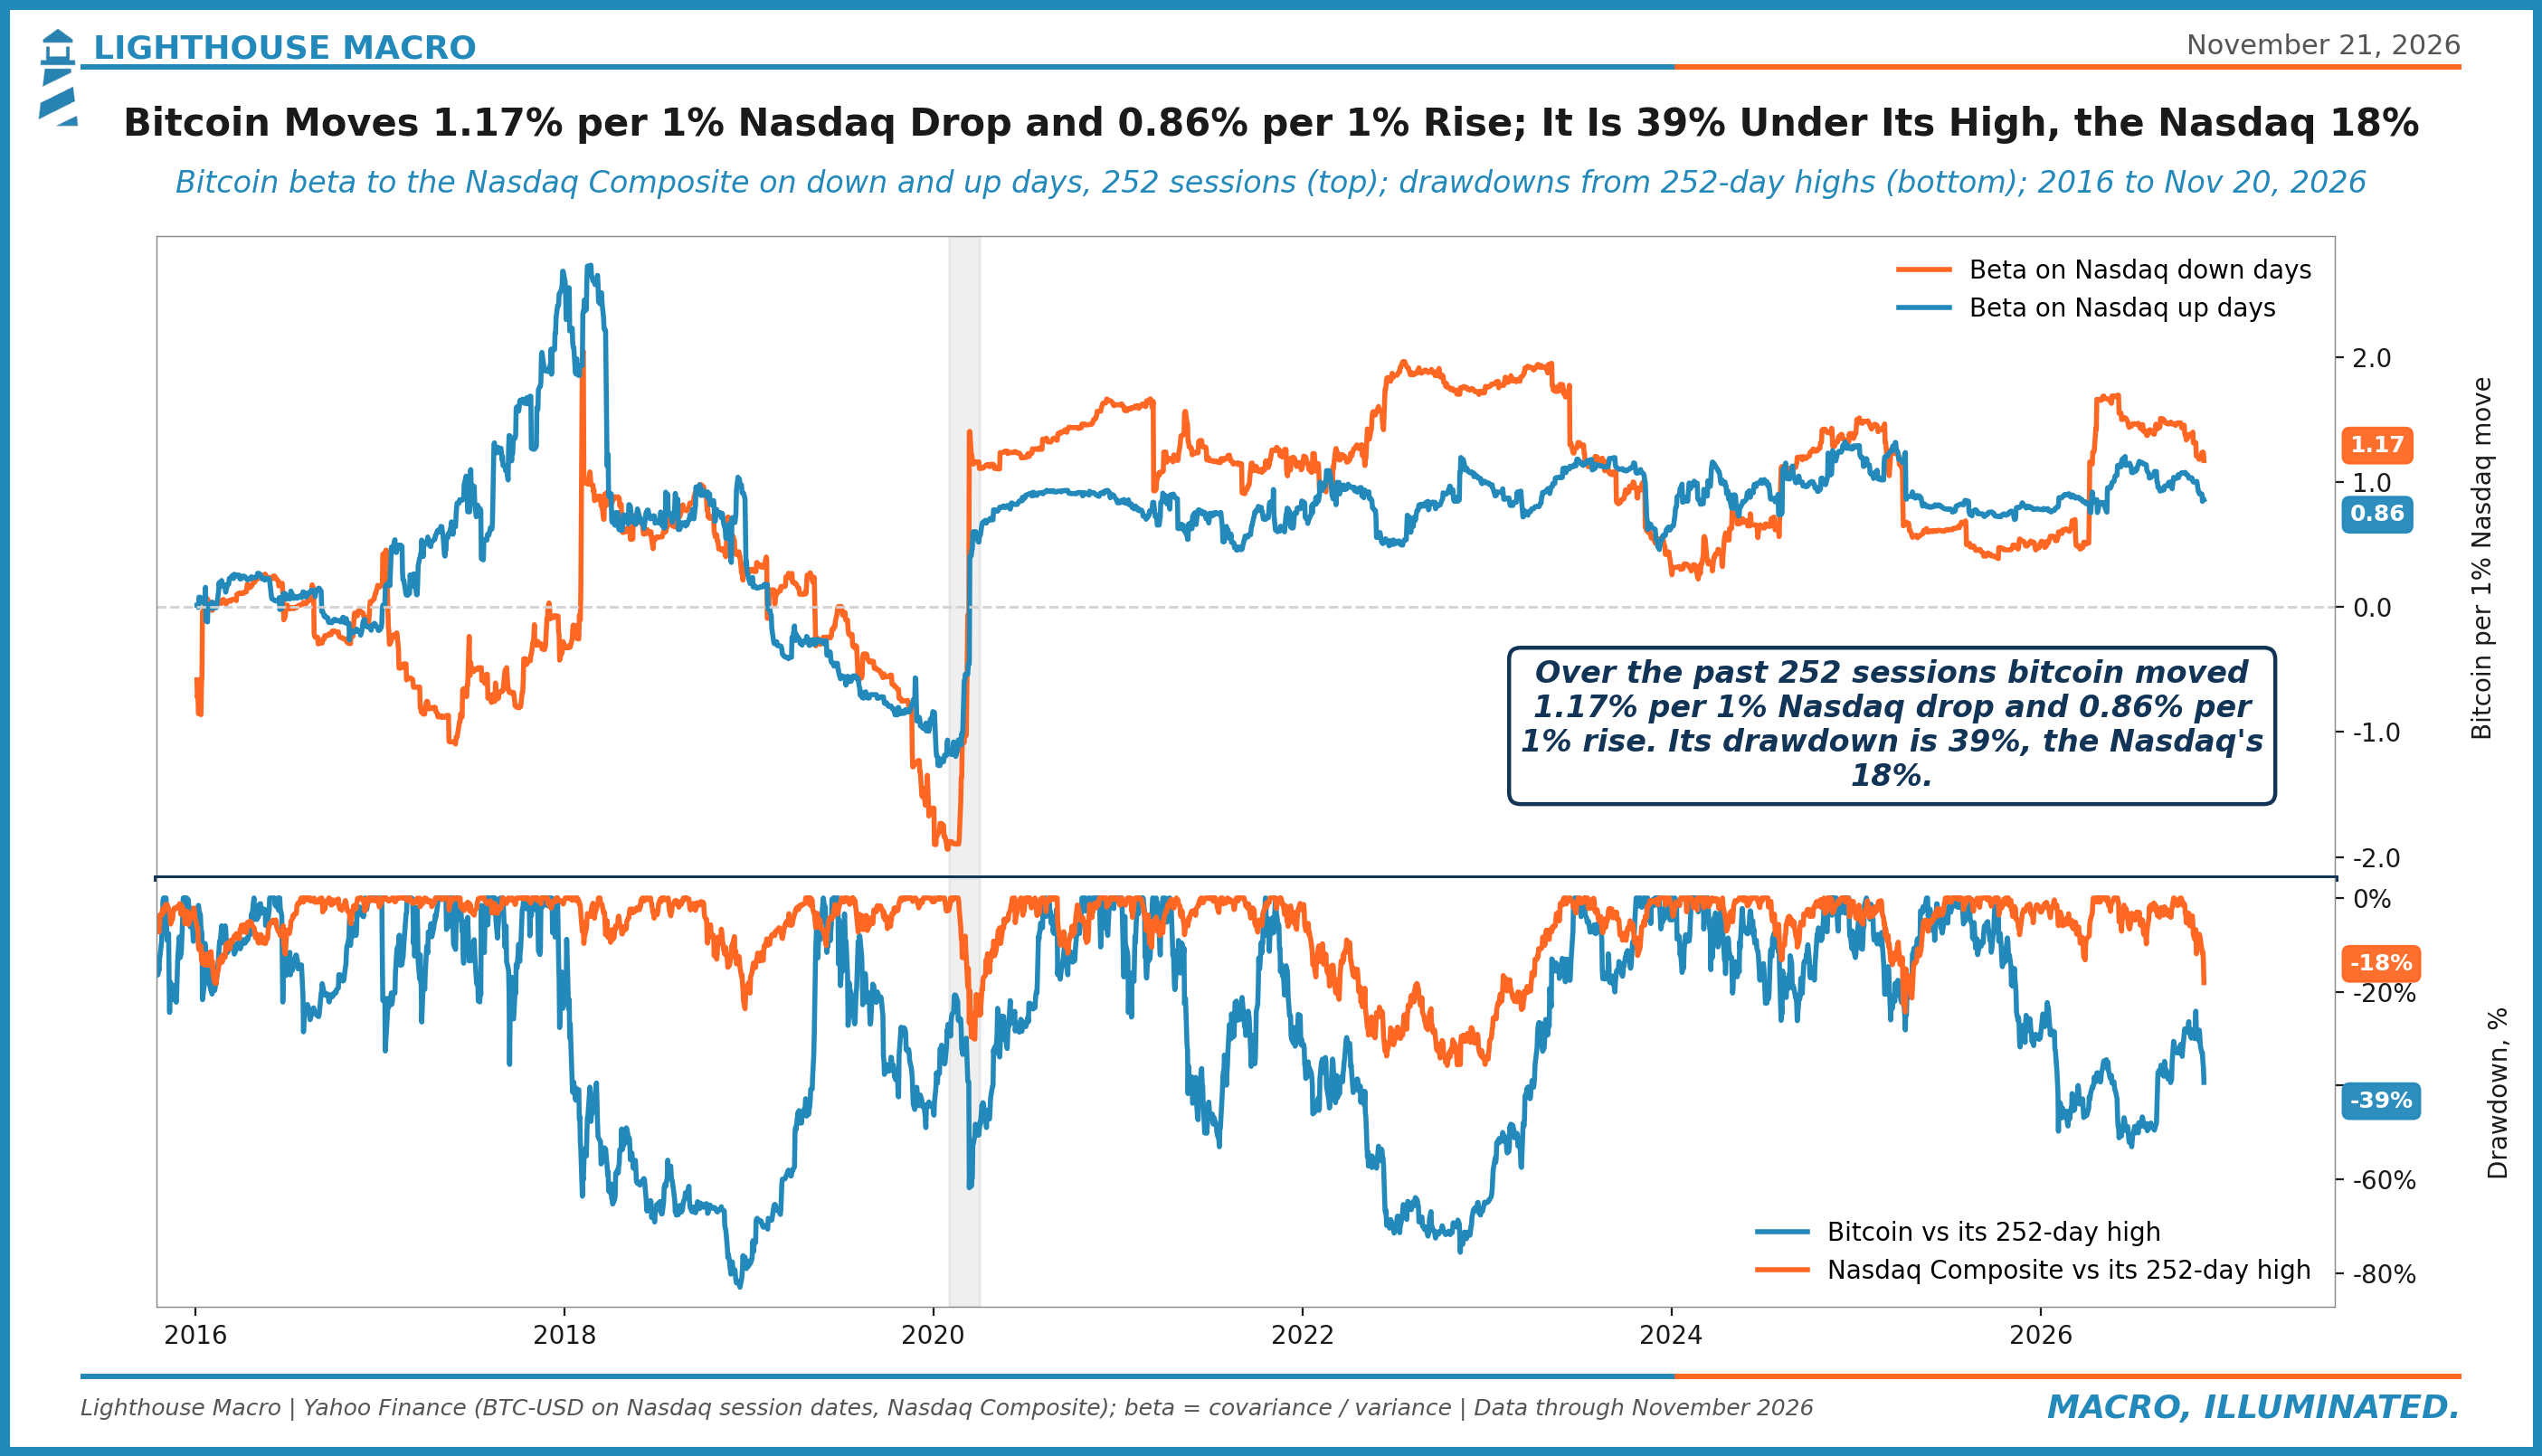 LIGHTHOUSE MACRO
November 21, 2026
Bitcoin Moves 1.17% per 1% Nasdaq Drop and 0.86% per 1% Rise; It Is 39% Under Its High, the Nasdaq 18%
Bitcoin beta to the Nasdaq Composite on down and up days, 252 sessions (top); drawdowns from 252-day highs (bottom); 2016 to Nov 20, 2026
Beta on Nasdaq down days
Beta on Nasdaq up days
2.0
1.17
1.0
0.86
0.0
-1.0
-2.0
Bitcoin per 1% Nasdaq move
Over the past 252 sessions bitcoin moved
1.17% per 1% Nasdaq drop and 0.86% per
1% rise. Its drawdown is 39%, the Nasdaq's
18%.
0%
-18%
-20%
-39%
-60%
-80%
Drawdown, %
Bitcoin vs its 252-day high
Nasdaq Composite vs its 252-day high
2016
2018
2020
2022
2024
2026
Lighthouse Macro | Yahoo Finance (BTC-USD on Nasdaq session dates, Nasdaq Composite); beta = covariance / variance | Data through November 2026
MACRO, ILLUMINATED.